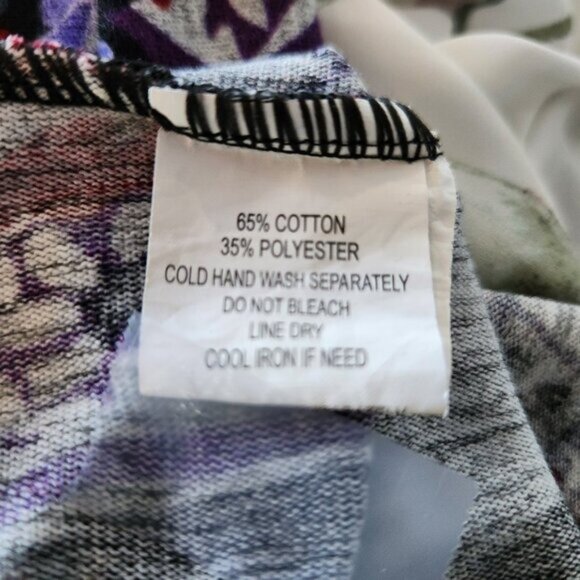 65% COTTON
35% POLYESTER
COLD HAND WASH SEPARATELY
DO NOT BLEACH
LINE DRY
COOL IRON IF NEED